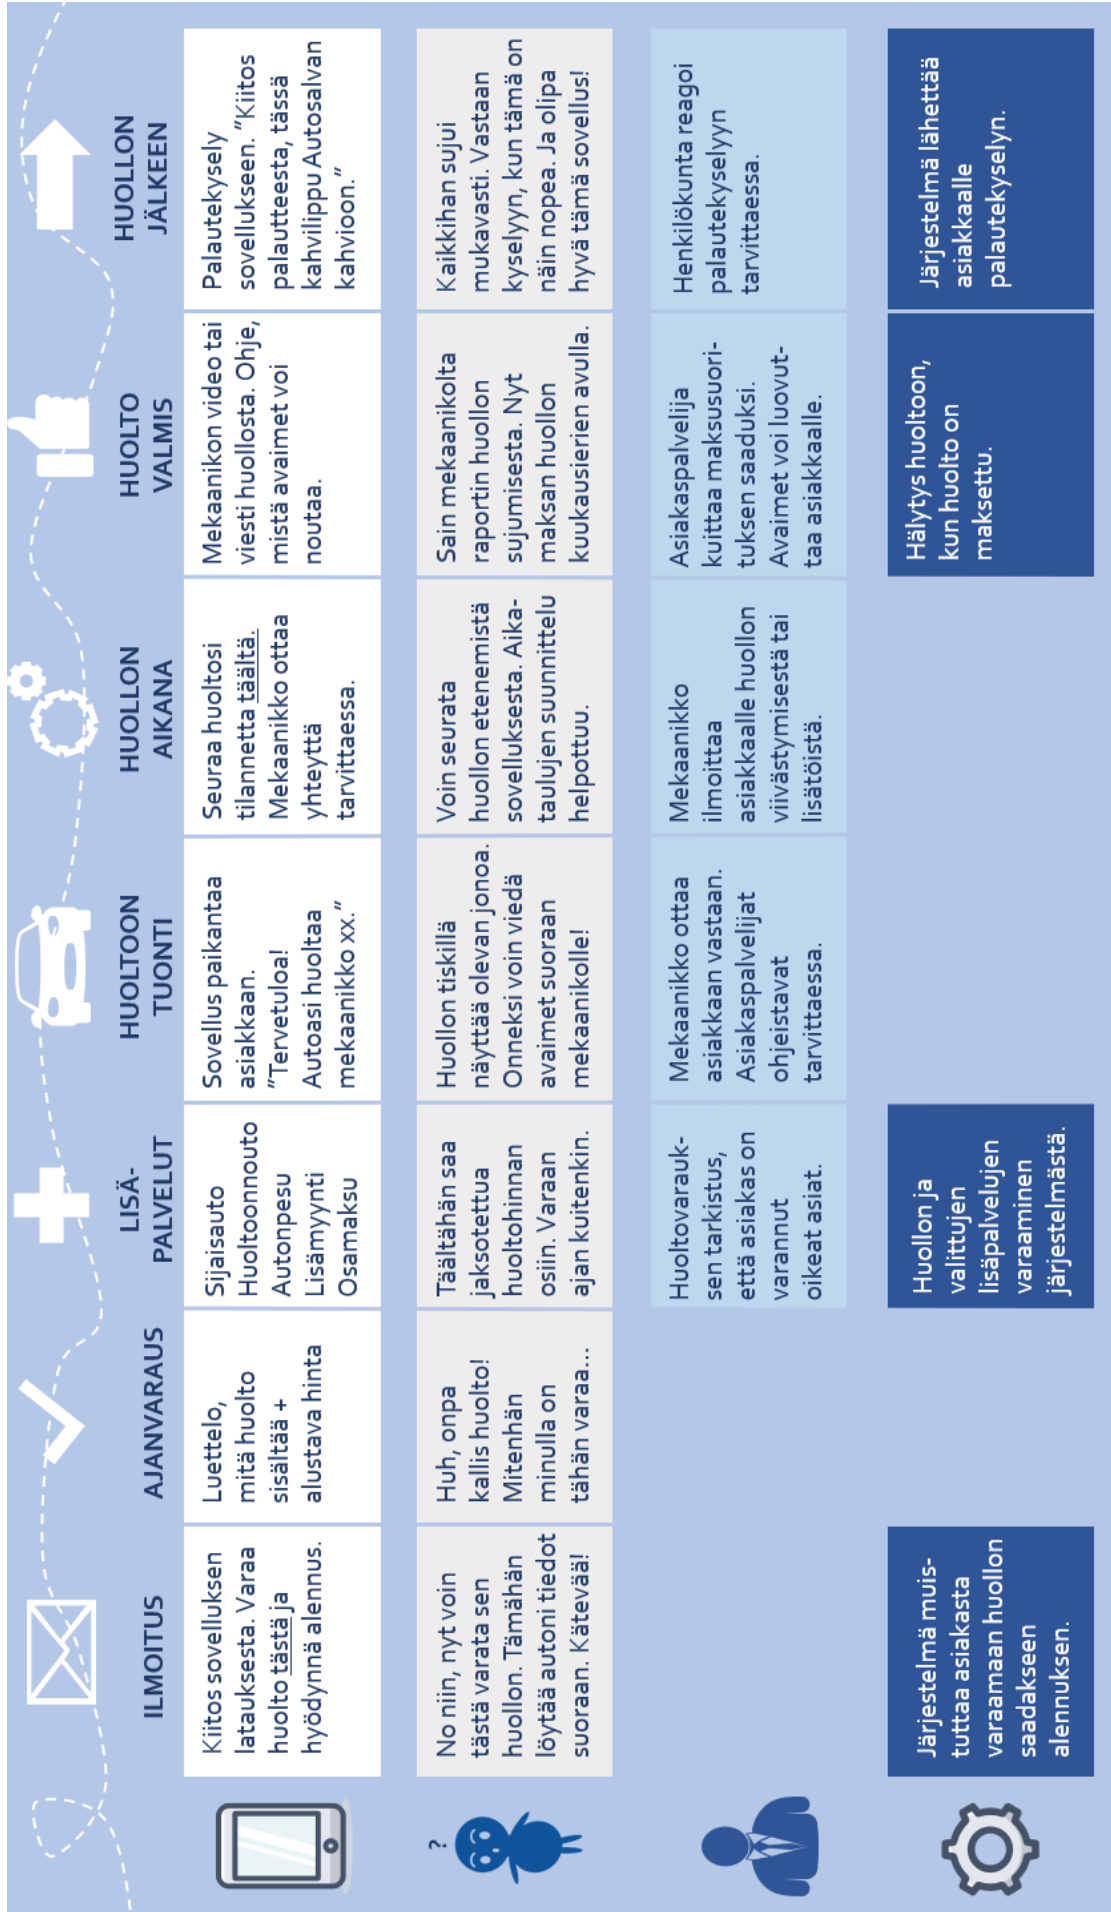 ILMOITUS
AJANVARAUS
LISÄ-
PALVELUT
HUOLTOON
TUONTI
HUOLLON
AIKANA
HUOLTO
VALMIS
HUOLLON
JÄLKEEN
Kiitos sovelluksen
latauksesta. Varaa
huolto tästä ja
hyödynnä alennus.
Luettelo,
mitä huolto
sisältää +
alustava hinta
Sijaisauto
Huoltoonnouto
Autonpesu
Lisämyynti
Osamaksu
Sovellus paikantaa
asiakkaan.
”Tervetuloa!
Autoasi huoltaa
mekaanikko xx.”
Seuraa huoltosi
tilannetta täältä.
Mekaanikko ottaa
yhteyttä
tarvittaessa.
Mekaanikon video tai
viesti huollosta. Ohje,
mistä avaimet voi
noutaa.
Palautekysely
sovellukseen. ”Kiitos
palautteesta, tässä
kahvilippu Autosalvan
kahvioon.”
?
No niin, nyt voin
tästä varata sen
huollon. Tämähän
löytää autoni tiedot
suoraan. Kätevää!
Huh, onpa
kallis huolto!
Mitenhän
minulla on
tähän varaa...
Täältähän saa
jaksotettua
huoltohinnan
osiin. Varaan
ajan kuitenkin.
Huollon tiskillä
näyttää olevan jonoa.
Onneksi voin viedä
avaimet suoraan
mekaanikolle!
Voin seurata
huollon etenemistä
sovelluksesta. Aika-
taulujen suunnittelu
helpottuu.
Sain mekaanikolta
raportin huollon
sujumisesta. Nyt
maksan huollon
kuukausierien avulla.
Kaikkihan sujui
mukavasti. Vastaan
kyselyyn, kun tämä on
näin nopea. Ja olipa
hyvä tämä sovellus!
Huoltovarauk-
sen tarkistus,
että asiakas on
varannut
oikeat asiat.
Mekaanikko ottaa
asiakkaan vastaan.
Asiakaspalvelijat
ohjeistavat
tarvittaessa.
Mekaanikko
ilmoittaa
asiakkaalle huollon
viivästymisestä tai
lisätöistä.
Asiakaspalvelija
kuittaa maksusuori-
tuksen saaduksi.
Avaimet voi luovut-
taa asiakkaalle.
Henkilökunta reagoi
palautekyselyyn
tarvittaessa.
Järjestelmä muis-
tuttaa asiakasta
varaamaan huollon
saadakseen
alennuksen.
Huollon ja
valittujen
lisäpalvelujen
varaaminen
järjestelmästä.
Hälytys huoltoon,
kun huolto on
maksettu.
Järjestelmä lähettää
asiakkaalle
palautekyselyn.